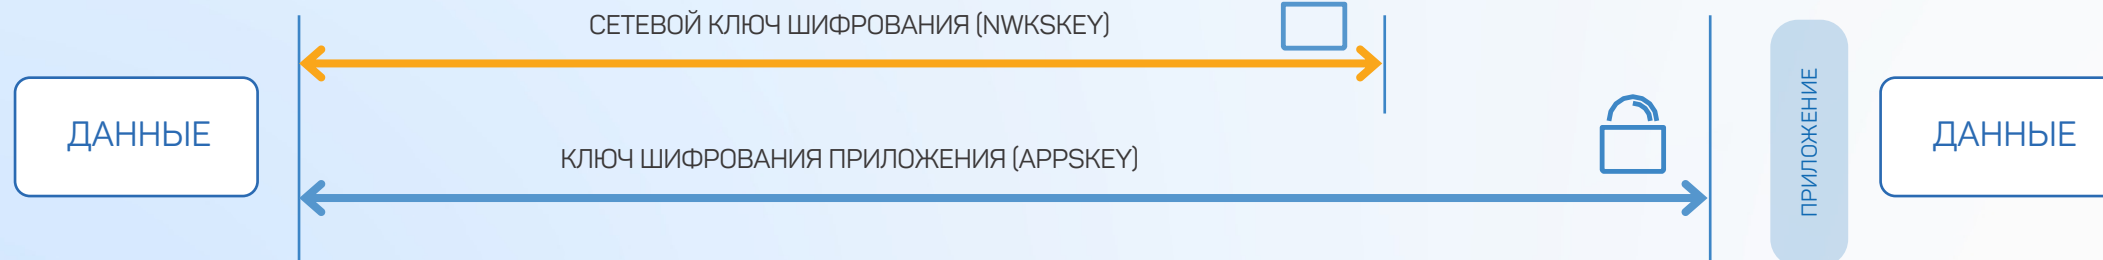 СЕТЕВОЙ КЛЮЧ ШИФРОВАНИЯ (NWKSKEY)
ДАННЫЕ
КЛЮЧ ШИФРОВАНИЯ ПРИЛОЖЕНИЯ (APPSKEY)
ПРИЛОЖЕНИЕ
ДАННЫЕ